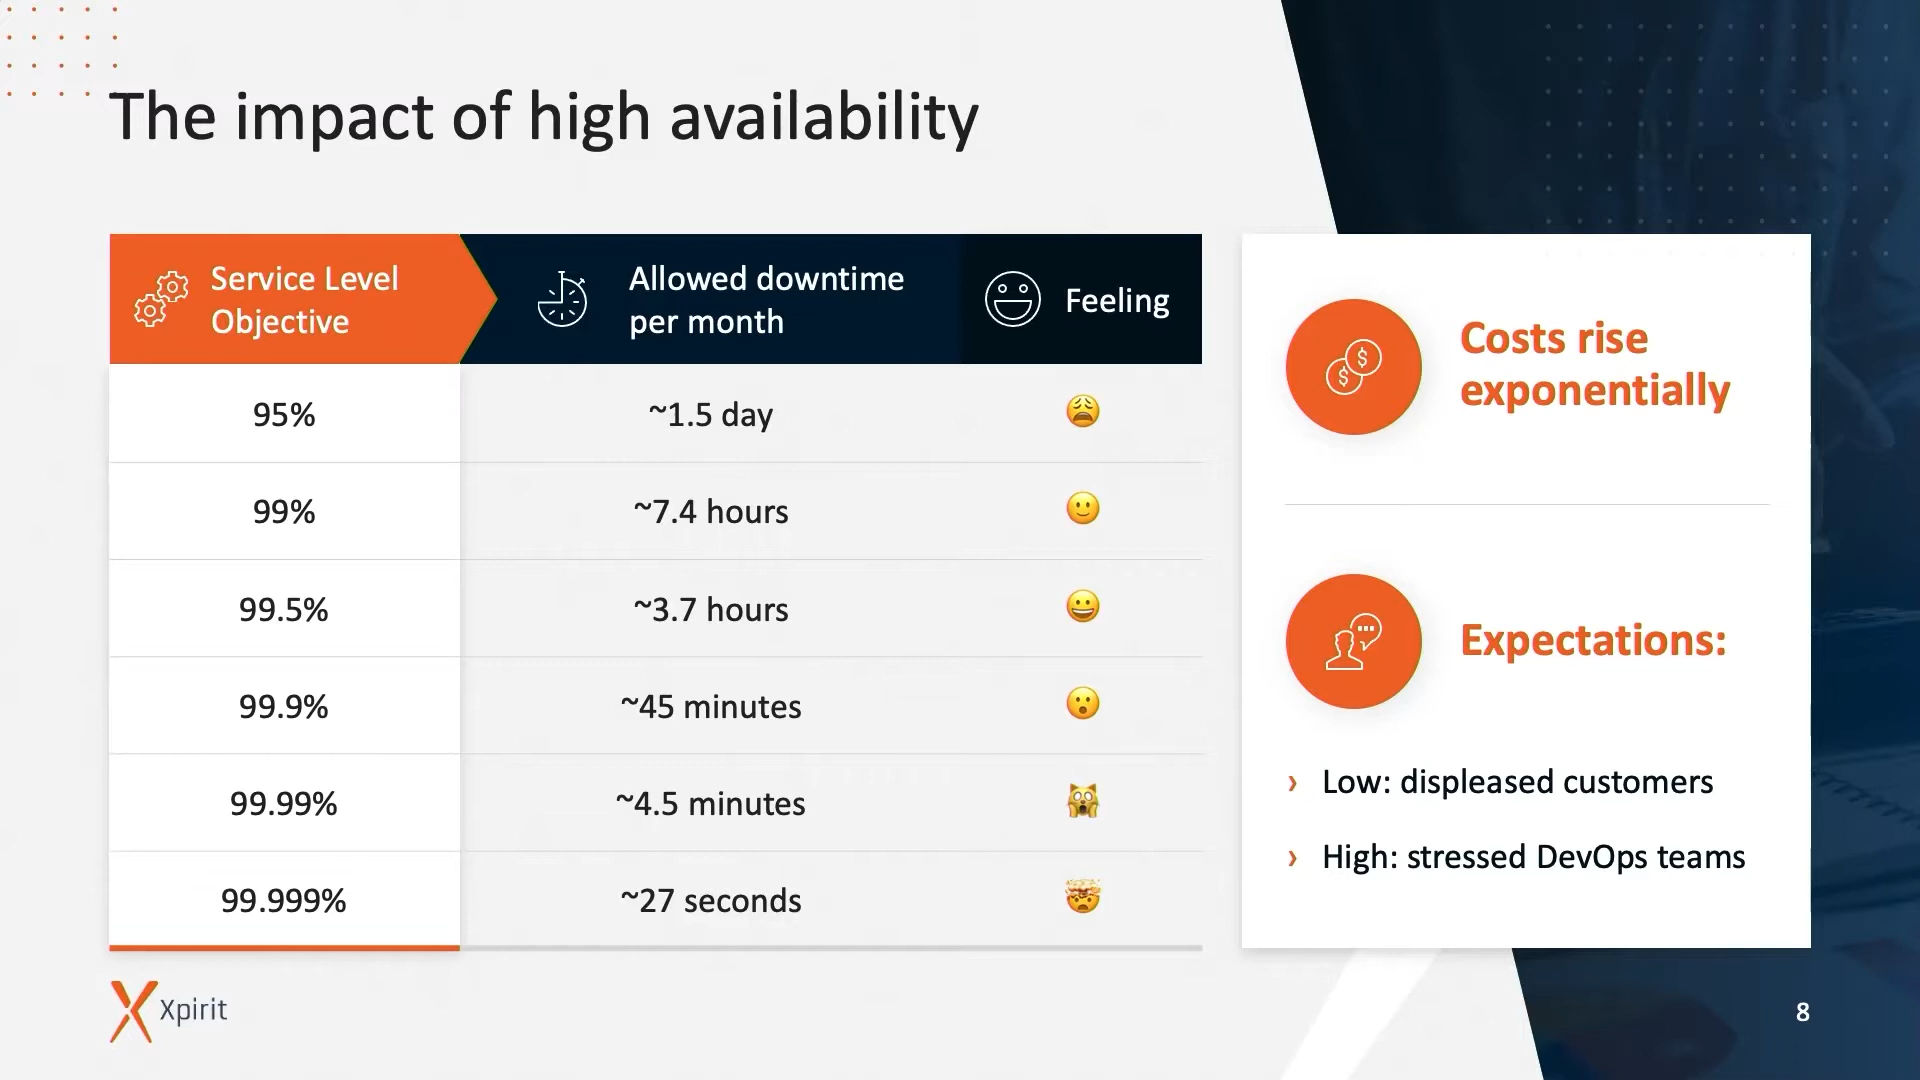 The impact of high availability
Service Level
Objective
Allowed downtime
per month
Feeling
95%
~1.5 day
😩
99%
~7.4 hours
🙂
99.5%
~3.7 hours
😀
99.9%
~45 minutes
😮
99.99%
~4.5 minutes
🙀
99.999%
~27 seconds
🤯
Costs rise
exponentially
Expectations:
› Low: displeased customers
› High: stressed DevOps teams
Xpirit
8